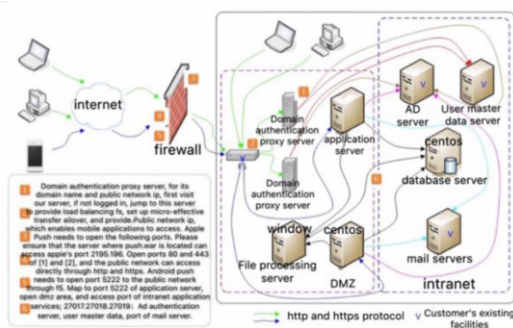 internet
firewall
Domain
authentication
proxy server
Domain
authentication
proxy server
application
server
AD
server
User master
data server
centos
database server
window
File processing
server
centos
DMZ
mail servers
intranet
1
Domain authentication proxy server, for its
domain name and public network ip, first visit
our server, if not logged in, jump to this server
to provide load balancing fs, set up micro-effective
transfer allover, and provide.Public network ip,
which enables mobile applications to access. Apple
3
Push needs to open the following ports. Please
ensure that the server where push.war is located can
access apple's port 2195.196. Open ports 80 and 443
4
of [1] and [2], and the public network can access
directly through http and https. Android push
5
needs to open port 5222 to the public network
through f5. Map to port 5222 of application server,
open dmz area, and access port of intranet application
services; 27017.27018.27019; Ad authentication
6
server, user master data, port of mail server.
http and https protocol
V
Customer's existing
facilities